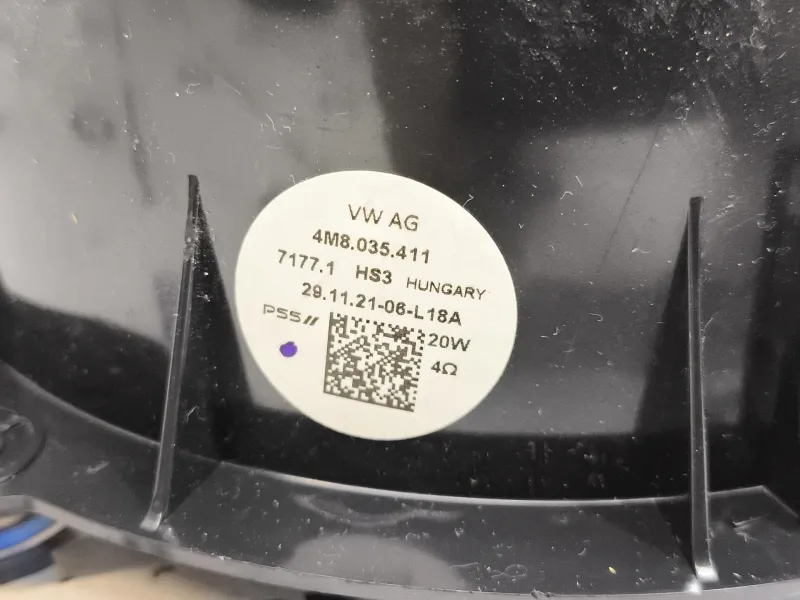 VW AG
4M8.035.411
7177.1 HS3 HUNGARY
29.11.21-06-L18A
PSS// 20W
4Ω